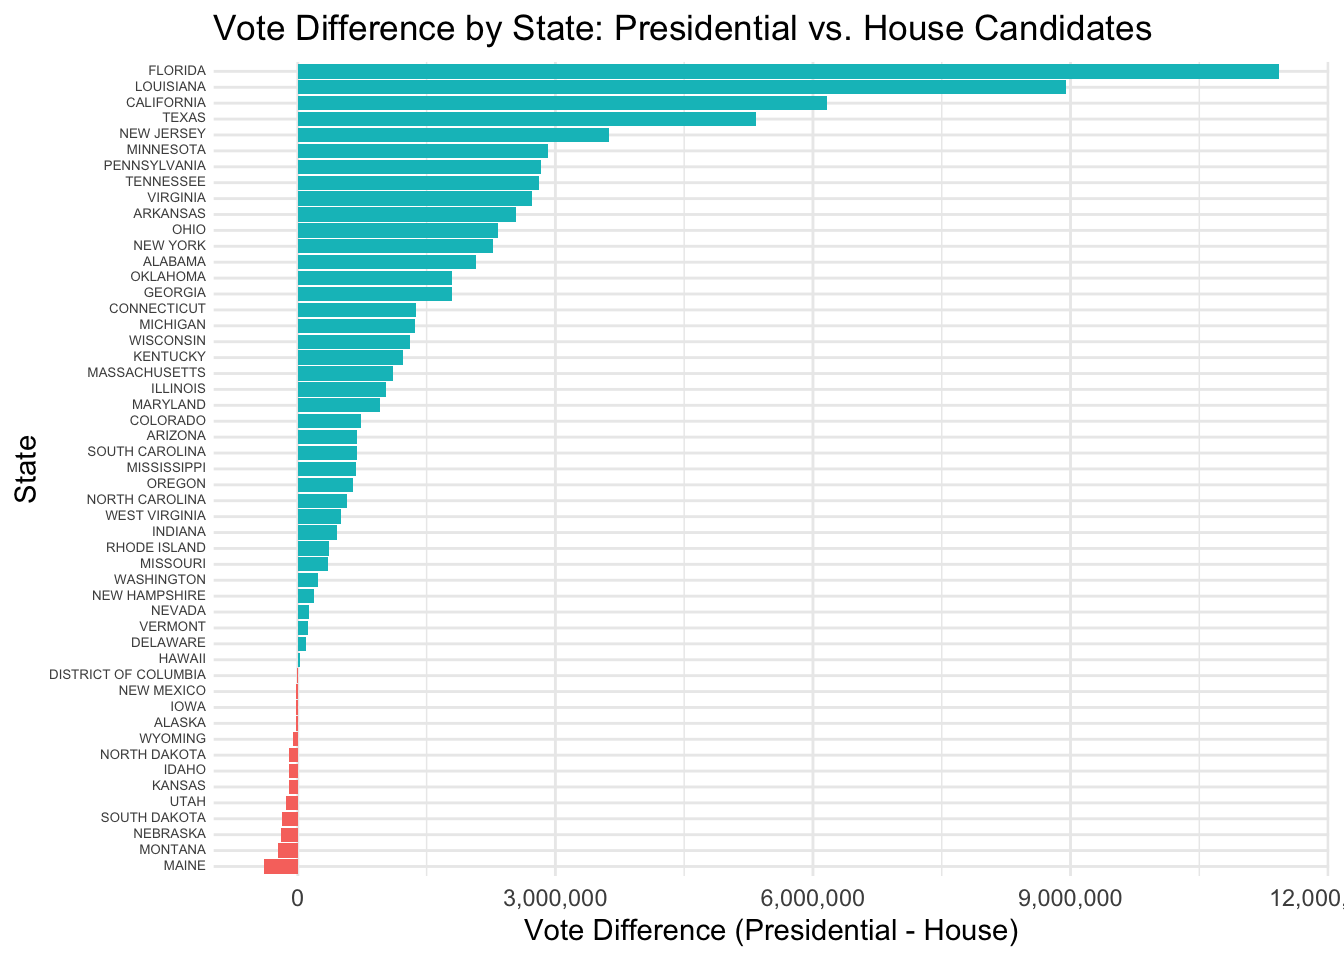 Vote Difference by State: Presidential vs. House Candidates
FLORIDA
LOUISIANA
CALIFORNIA
TEXAS
NEW JERSEY
MINNESOTA
PENNSYLVANIA
TENNESSEE
VIRGINIA
ARKANSAS
OHIO
NEW YORK
ALABAMA
OKLAHOMA
GEORGIA
CONNECTICUT
MICHIGAN
WISCONSIN
KENTUCKY
MASSACHUSETTS
ILLINOIS
MARYLAND
COLORADO
ARIZONA
SOUTH CAROLINA
MISSISSIPPI
OREGON
NORTH CAROLINA
WEST VIRGINIA
INDIANA
RHODE ISLAND
MISSOURI
WASHINGTON
NEW HAMPSHIRE
NEVADA
VERMONT
DELAWARE
HAWAII
DISTRICT OF COLUMBIA
NEW MEXICO
IOWA
ALASKA
WYOMING
NORTH DAKOTA
IDAHO
KANSAS
UTAH
SOUTH DAKOTA
NEBRASKA
MONTANA
MAINE
State
0 3,000,000 6,000,000 9,000,000 12,000,
Vote Difference (Presidential - House)